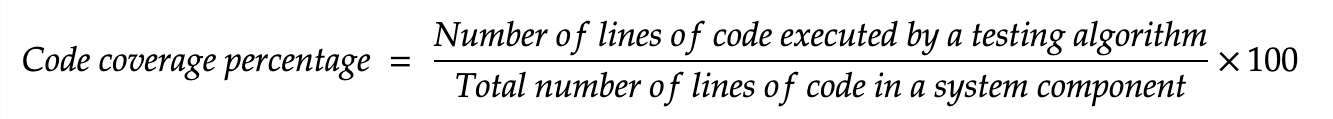 Code coverage percentage = Number of lines of code executed by a testing algorithm / Total number of lines of code in a system component × 100